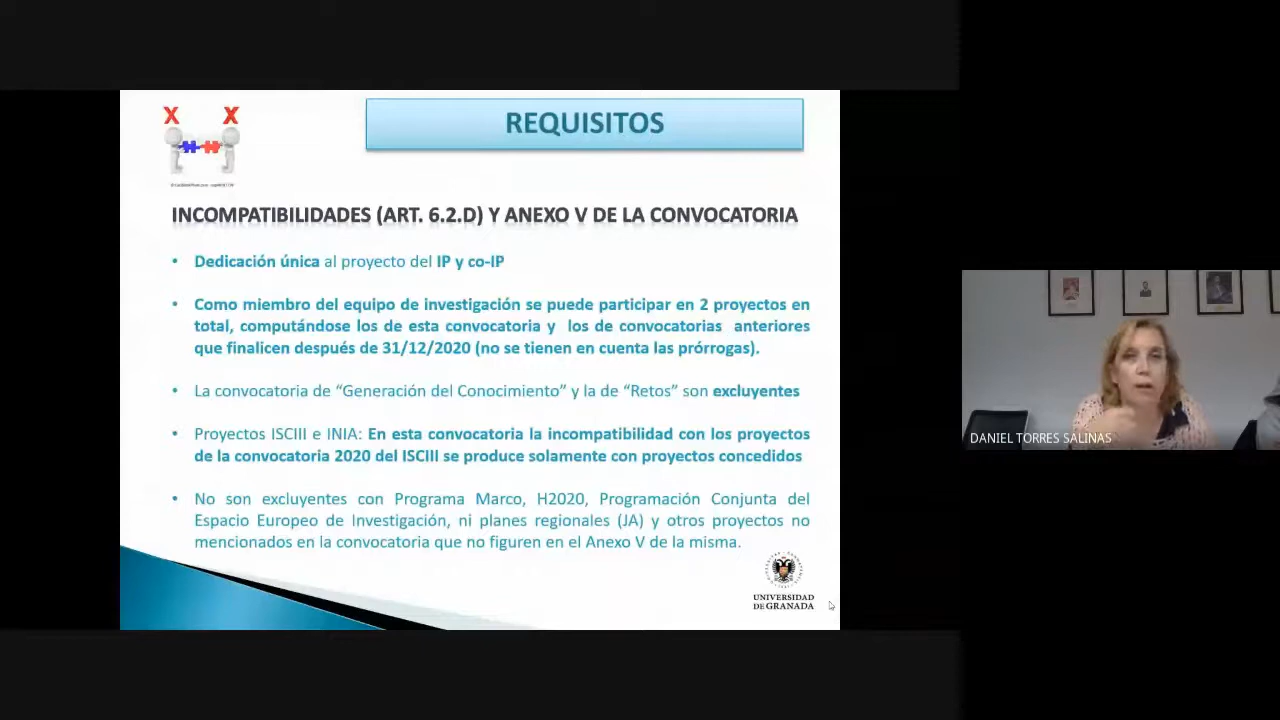 X X
REQUISITOS
INCOMPATIBILIDADES (ART. 6.2.D) Y ANEXO V DE LA CONVOCATORIA
• Dedicación única al proyecto del IP y co-IP
• Como miembro del equipo de investigación se puede participar en 2 proyectos en
total, computándose los de esta convocatoria y los de convocatorias anteriores
que finalicen después de 31/12/2020 (no se tienen en cuenta las prórrogas).
• La convocatoria de “Generación del Conocimiento” y la de “Retos” son excluyentes
• Proyectos ISCIII e INIA: En esta convocatoria la incompatibilidad con los proyectos
de la convocatoria 2020 del ISCIII se produce solamente con proyectos concedidos
• No son excluyentes con Programa Marco, H2020, Programación Conjunta del
Espacio Europeo de Investigación, ni planes regionales (JA) y otros proyectos no
mencionados en la convocatoria que no figuren en el Anexo V de la misma.
UNIVERSIDAD
DE GRANADA
DANIEL TORRES SALINAS